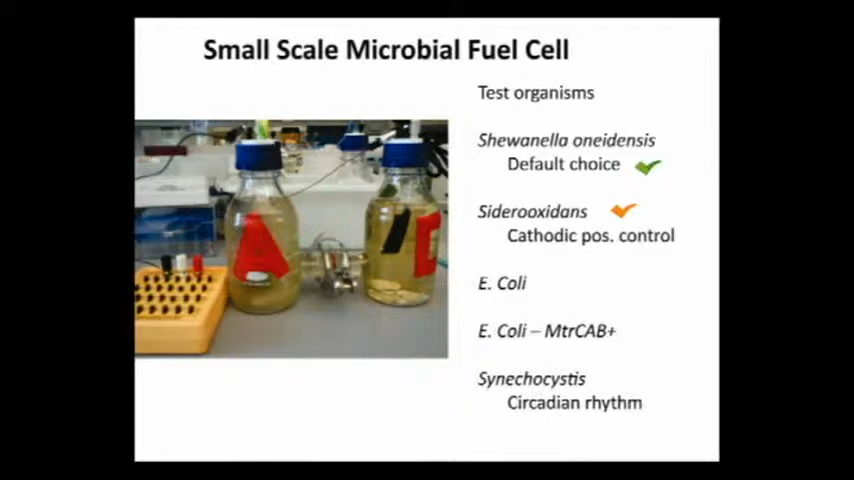 Small Scale Microbial Fuel Cell
Test organisms
Shewanella oneidensis
Default choice
Siderooxidans
Cathodic pos. control
E. Coli
E. Coli – MtrCAB+
Synechocystis
Circadian rhythm
A